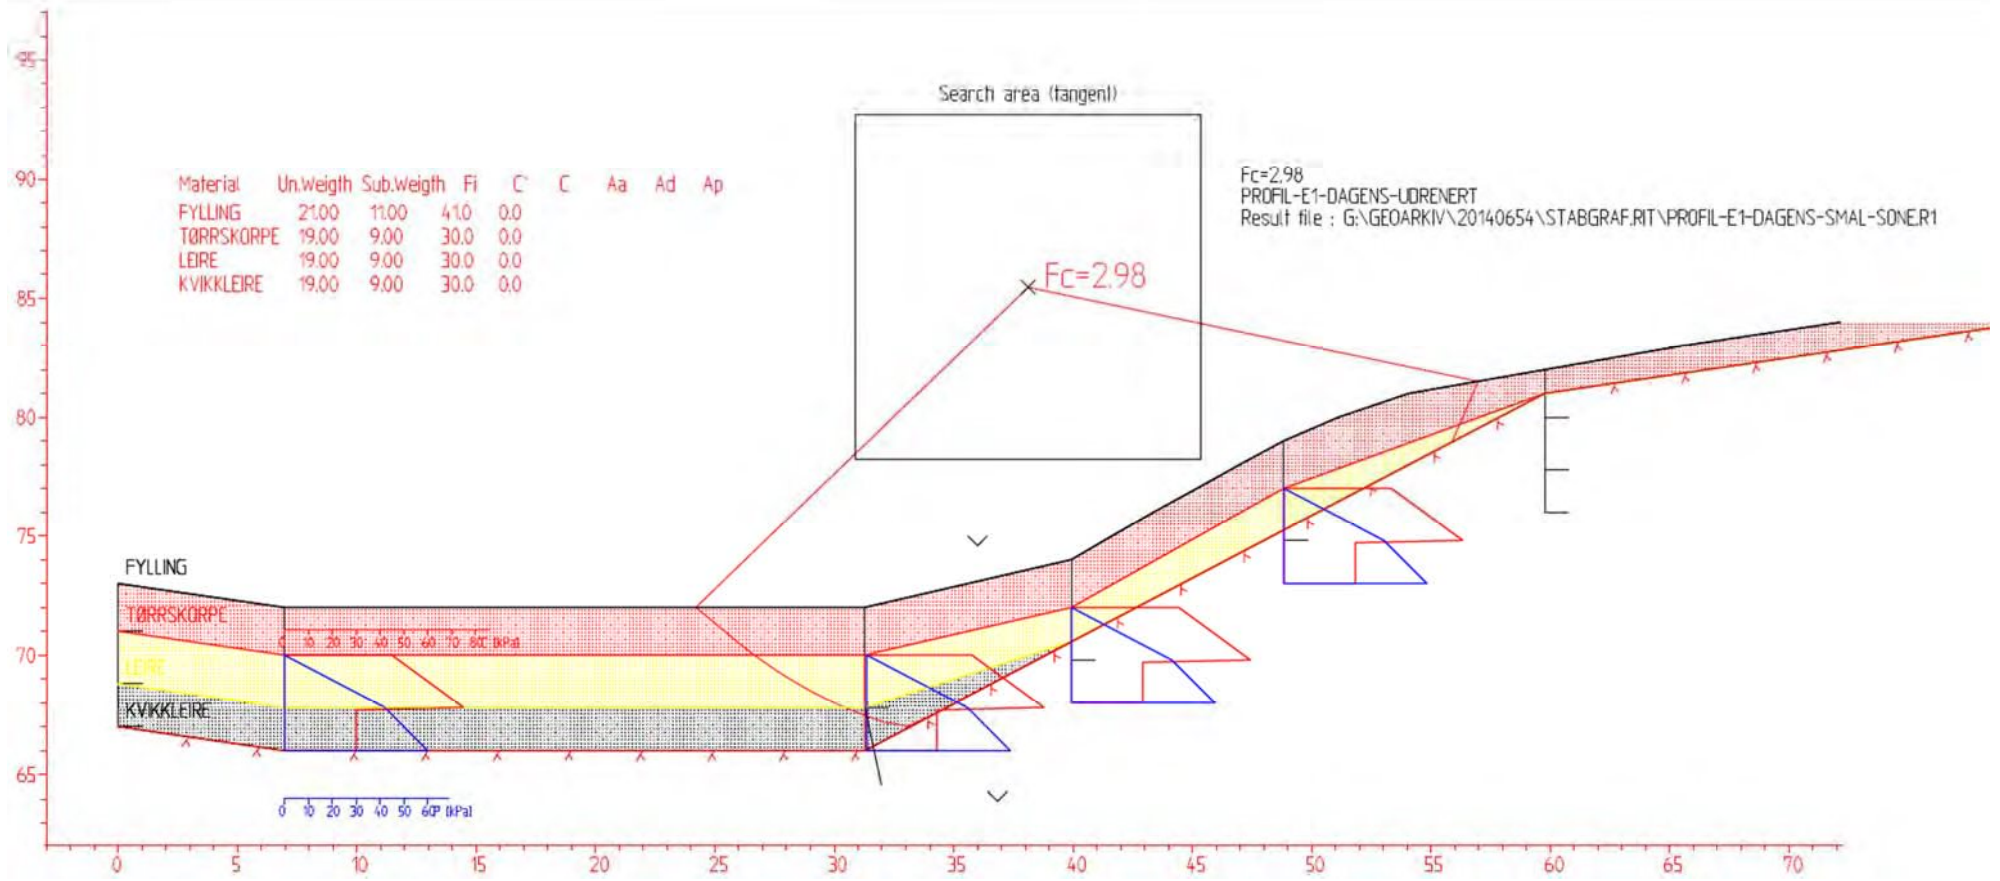 95
Search area (tangent)
90
Material Un.Weigth Sub.Weigth Fi C' C Aa Ad Ap
FYLLING 21.00 11.00 41.0 0.0
TØRRSKORPE 19.00 9.00 30.0 0.0
LEIRE 19.00 9.00 30.0 0.0
KVIKKLEIRE 19.00 9.00 30.0 0.0
Fc=2.98
PROFIL-E1-DAGENS-UDRENERT
Result file : G:\GEOARKIV\20140654\STABGRAF.RIT\PROFIL-E1-DAGENS-SMAL-SONE.R1
Fc=2.98
85
80
75
FYLLING
TØRRSKORPE
0 10 20 30 40 50 60 70 80C (kPa)
70
LEIRE
KVIKKLEIRE
65
0 10 20 30 40 50 60P (kPa)
0 5 10 15 20 25 30 35 40 45 50 55 60 65 70